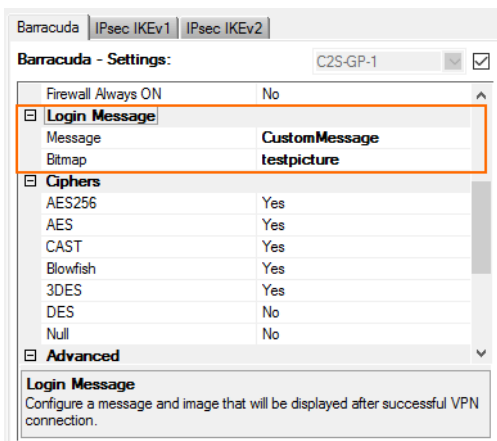 Barracuda IPsec IKEv1 IPsec IKEv2
Barracuda - Settings: C2S-GP-1
Firewall Always ON No
Login Message
Message CustomMessage
Bitmap testpicture
Ciphers
AES256 Yes
AES Yes
CAST Yes
Blowfish Yes
3DES Yes
DES No
Null No
Advanced
Login Message
Configure a message and image that will be displayed after successful VPN
connection.